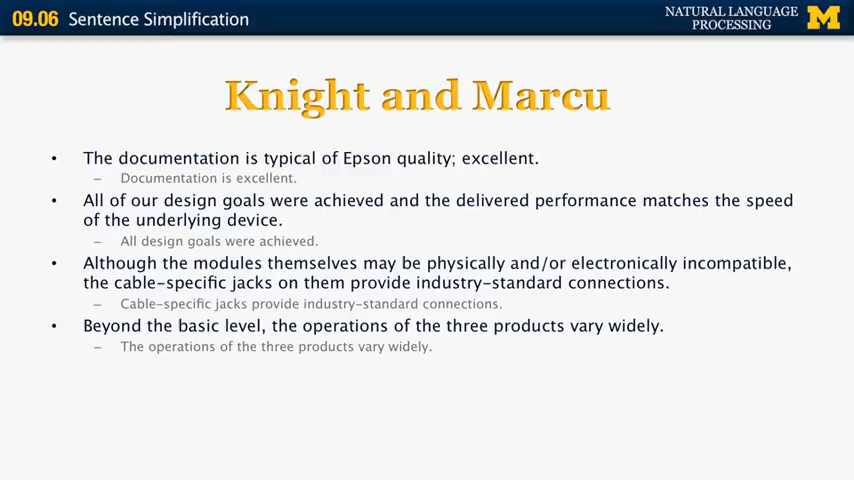 09.06 Sentence Simplification
NATURAL LANGUAGE
PROCESSING
M
Knight and Marcu
• The documentation is typical of Epson quality; excellent.
– Documentation is excellent.
• All of our design goals were achieved and the delivered performance matches the speed
of the underlying device.
– All design goals were achieved.
• Although the modules themselves may be physically and/or electronically incompatible,
the cable-specific jacks on them provide industry-standard connections.
– Cable-specific jacks provide industry-standard connections.
• Beyond the basic level, the operations of the three products vary widely.
– The operations of the three products vary widely.